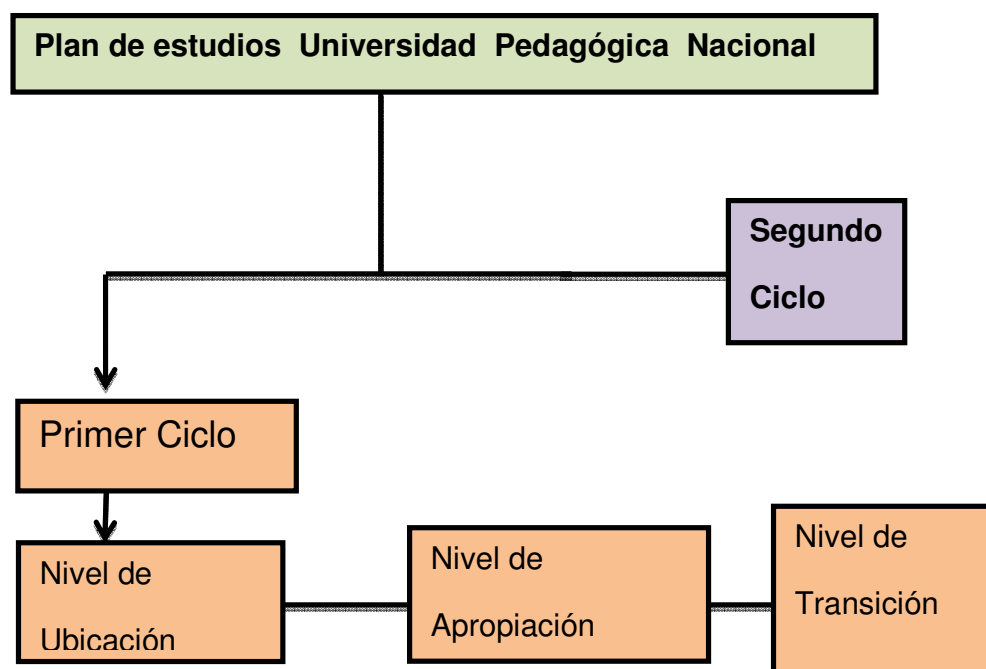 Plan de estudios Universidad Pedagógica Nacional
Segundo
Ciclo
Primer Ciclo
Nivel de
Ubicación
Nivel de
Apropiación
Nivel de
Transición